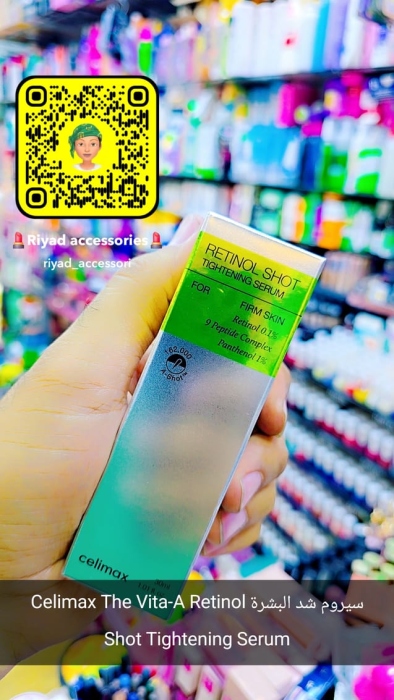 🚨Riyad accessories🚨
riyad_accessori
RETINOL SHOT
TIGHTENING SERUM
FOR FIRM SKIN
Retinol 0.1%
9 Peptide Complex
Panthenol 1%
A-Shot
celimax
سيروم شد البشرة Celimax The Vita-A Retinol
Shot Tightening Serum